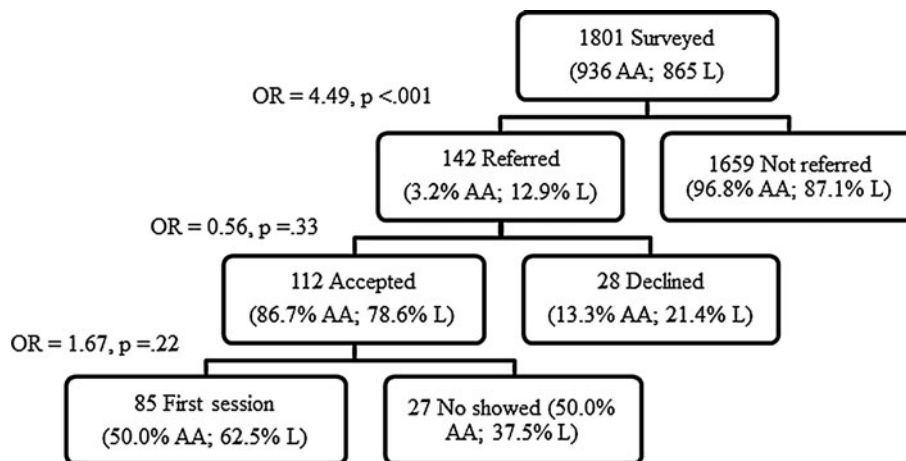 1801 Surveyed
(936 AA; 865 L)
OR = 4.49, p <.001
142 Referred
(3.2% AA; 12.9% L)
1659 Not referred
(96.8% AA; 87.1% L)
OR = 0.56, p =.33
112 Accepted
(86.7% AA; 78.6% L)
28 Declined
(13.3% AA; 21.4% L)
OR = 1.67, p =.22
85 First session
(50.0% AA; 62.5% L)
27 No showed (50.0%
AA; 37.5% L)